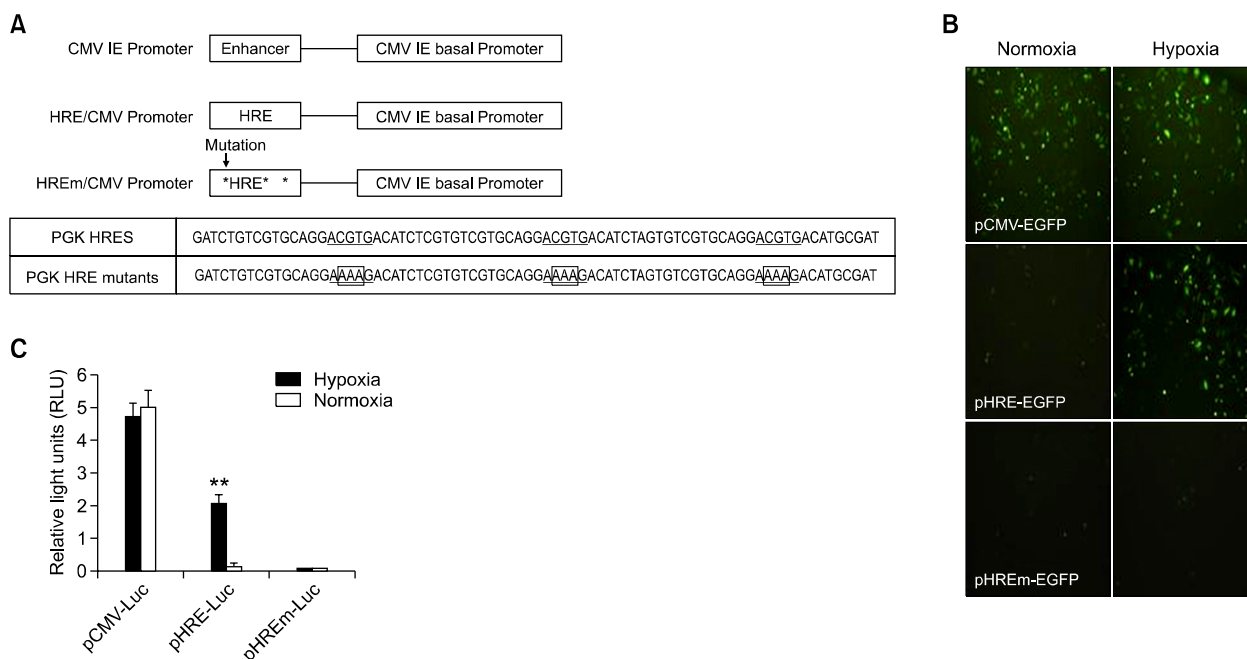 A
CMV IE Promoter Enhancer CMV IE basal Promoter
HRE/CMV Promoter HRE CMV IE basal Promoter
Mutation
HREm/CMV Promoter *HRE* * CMV IE basal Promoter
PGK HRES GATCTGTCGTGCAGGACGTGACATCTCGTGTCGTGCAGGACGTGACATCTAGTGTCGTGCAGGACGTGACATGCGAT
PGK HRE mutants GATCTGTCGTGCAGGAAAAGACATCTCGTGTCGTGCAGGAAAAGACATCTAGTGTCGTGCAGGAAAAGACATGCGAT
B
Normoxia Hypoxia
pCMV-EGFP
pHRE-EGFP
pHREm-EGFP
C
Relative light units (RLU)
6
5
4
3
2
1
0
Hypoxia
Normoxia
**
pCMV-Luc
pHRE-Luc
pHREm-Luc